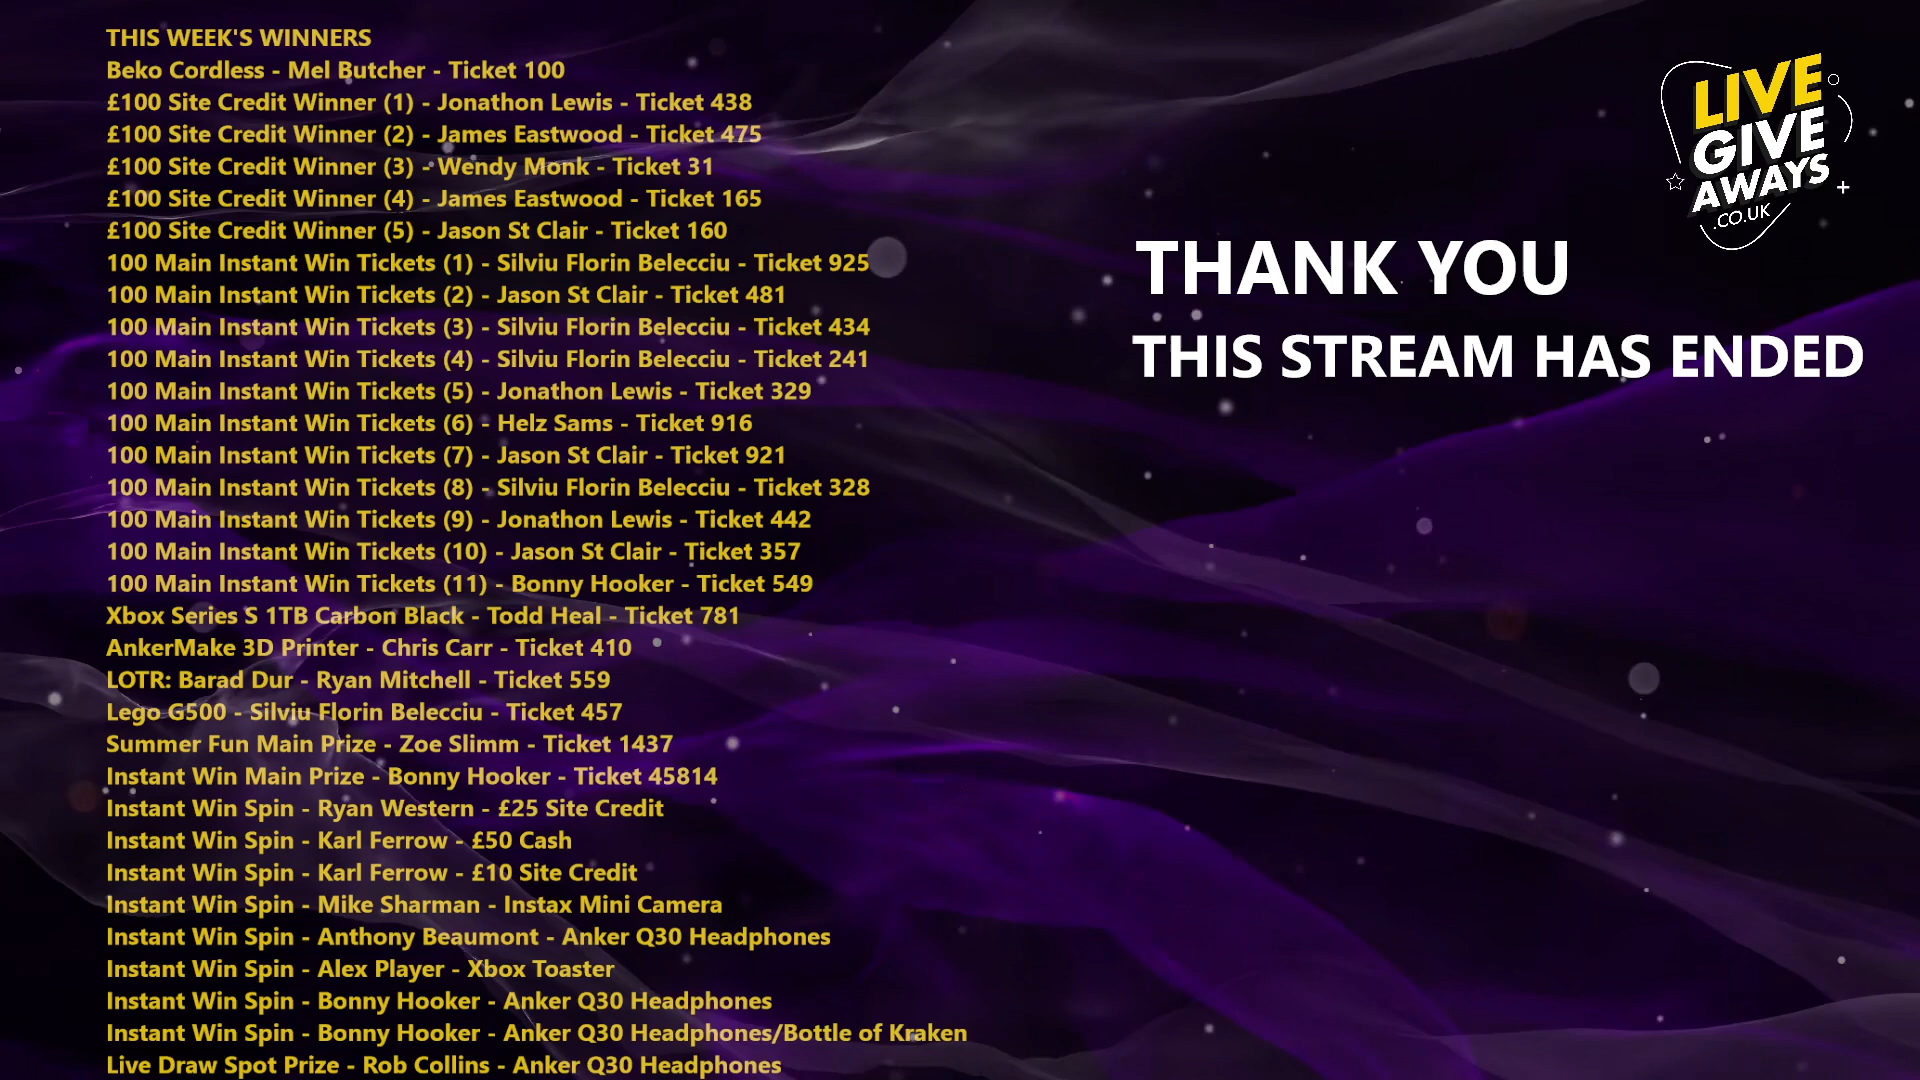 THIS WEEK'S WINNERS
Beko Cordless - Mel Butcher - Ticket 100
£100 Site Credit Winner (1) - Jonathon Lewis - Ticket 438
£100 Site Credit Winner (2) - James Eastwood - Ticket 475
£100 Site Credit Winner (3) - Wendy Monk - Ticket 31
£100 Site Credit Winner (4) - James Eastwood - Ticket 165
£100 Site Credit Winner (5) - Jason St Clair - Ticket 160
100 Main Instant Win Tickets (1) - Silviu Florin Belecciu - Ticket 925
100 Main Instant Win Tickets (2) - Jason St Clair - Ticket 481
100 Main Instant Win Tickets (3) - Silviu Florin Belecciu - Ticket 434
100 Main Instant Win Tickets (4) - Silviu Florin Belecciu - Ticket 241
100 Main Instant Win Tickets (5) - Jonathon Lewis - Ticket 329
100 Main Instant Win Tickets (6) - Helz Sams - Ticket 916
100 Main Instant Win Tickets (7) - Jason St Clair - Ticket 921
100 Main Instant Win Tickets (8) - Silviu Florin Belecciu - Ticket 328
100 Main Instant Win Tickets (9) - Jonathon Lewis - Ticket 442
100 Main Instant Win Tickets (10) - Jason St Clair - Ticket 357
100 Main Instant Win Tickets (11) - Bonny Hooker - Ticket 549
Xbox Series S 1TB Carbon Black - Todd Heal - Ticket 781
AnkerMake 3D Printer - Chris Carr - Ticket 410
LOTR: Barad Dur - Ryan Mitchell - Ticket 559
Lego G500 - Silviu Florin Belecciu - Ticket 457
Summer Fun Main Prize - Zoe Slimm - Ticket 1437
Instant Win Main Prize - Bonny Hooker - Ticket 45814
Instant Win Spin - Ryan Western - £25 Site Credit
Instant Win Spin - Karl Ferrow - £50 Cash
Instant Win Spin - Karl Ferrow - £10 Site Credit
Instant Win Spin - Mike Sharman - Instax Mini Camera
Instant Win Spin - Anthony Beaumont - Anker Q30 Headphones
Instant Win Spin - Alex Player - Xbox Toaster
Instant Win Spin - Bonny Hooker - Anker Q30 Headphones
Instant Win Spin - Bonny Hooker - Anker Q30 Headphones/Bottle of Kraken
Live Draw Spot Prize - Rob Collins - Anker Q30 Headphones
LIVE
GIVE
AWAYS
.CO.UK
THANK YOU
THIS STREAM HAS ENDED